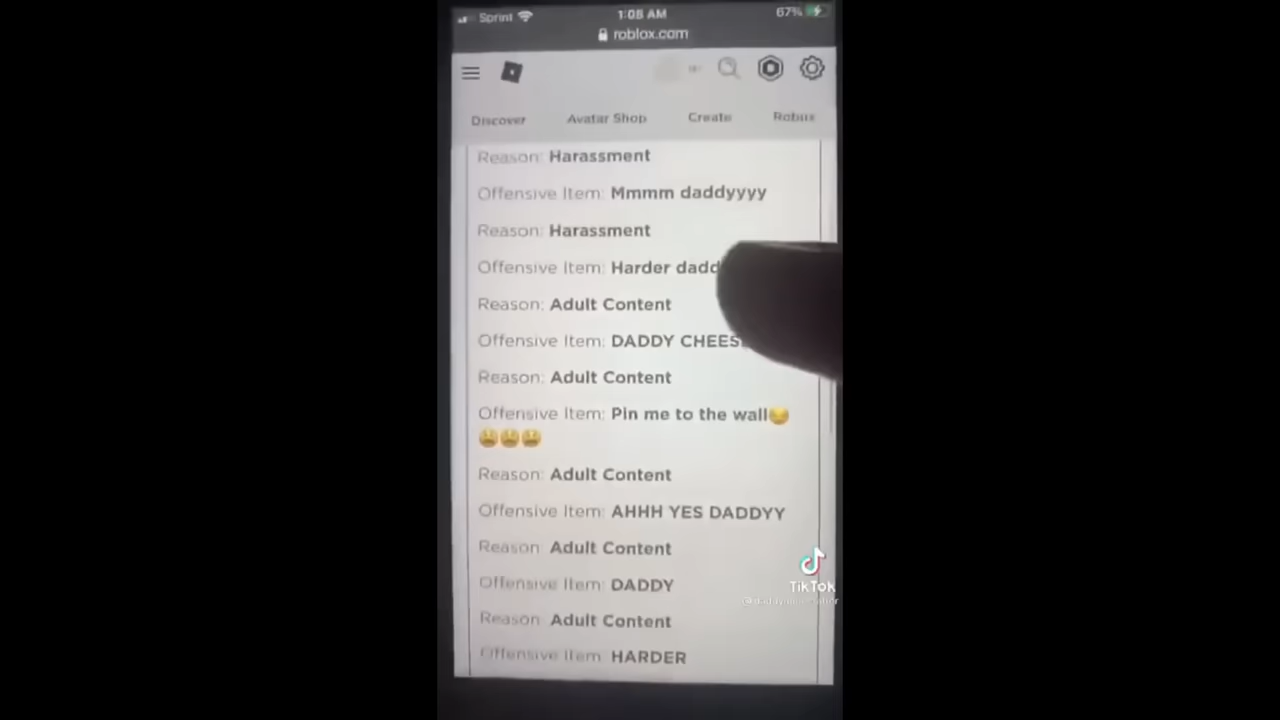 Sprint 1:08 AM 67%
roblox.com
Discover Avatar Shop Create Robux
Reason: Harassment
Offensive Item: Mmmm daddyyyy
Reason: Harassment
Offensive Item: Harder dadd
Reason: Adult Content
Offensive Item: DADDY CHEES
Reason: Adult Content
Offensive Item: Pin me to the wall😖
😫😫😫
Reason: Adult Content
Offensive Item: AHHH YES DADDYY
Reason: Adult Content
Offensive Item: DADDY
Reason: Adult Content
Offensive Item: HARDER
TikTok